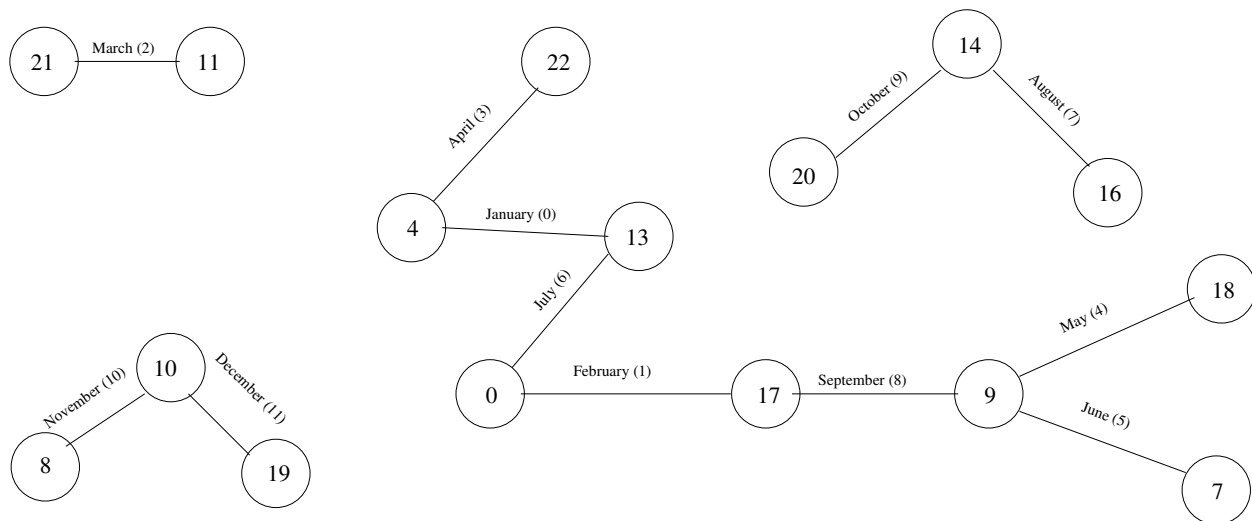 21
March (2)
11
22
14
April (3)
October (9)
August (7)
20
16
4
January (0)
13
July (6)
18
May (4)
10
November (10)
December (11)
0
February (1)
17
September (8)
9
June (5)
8
19
7